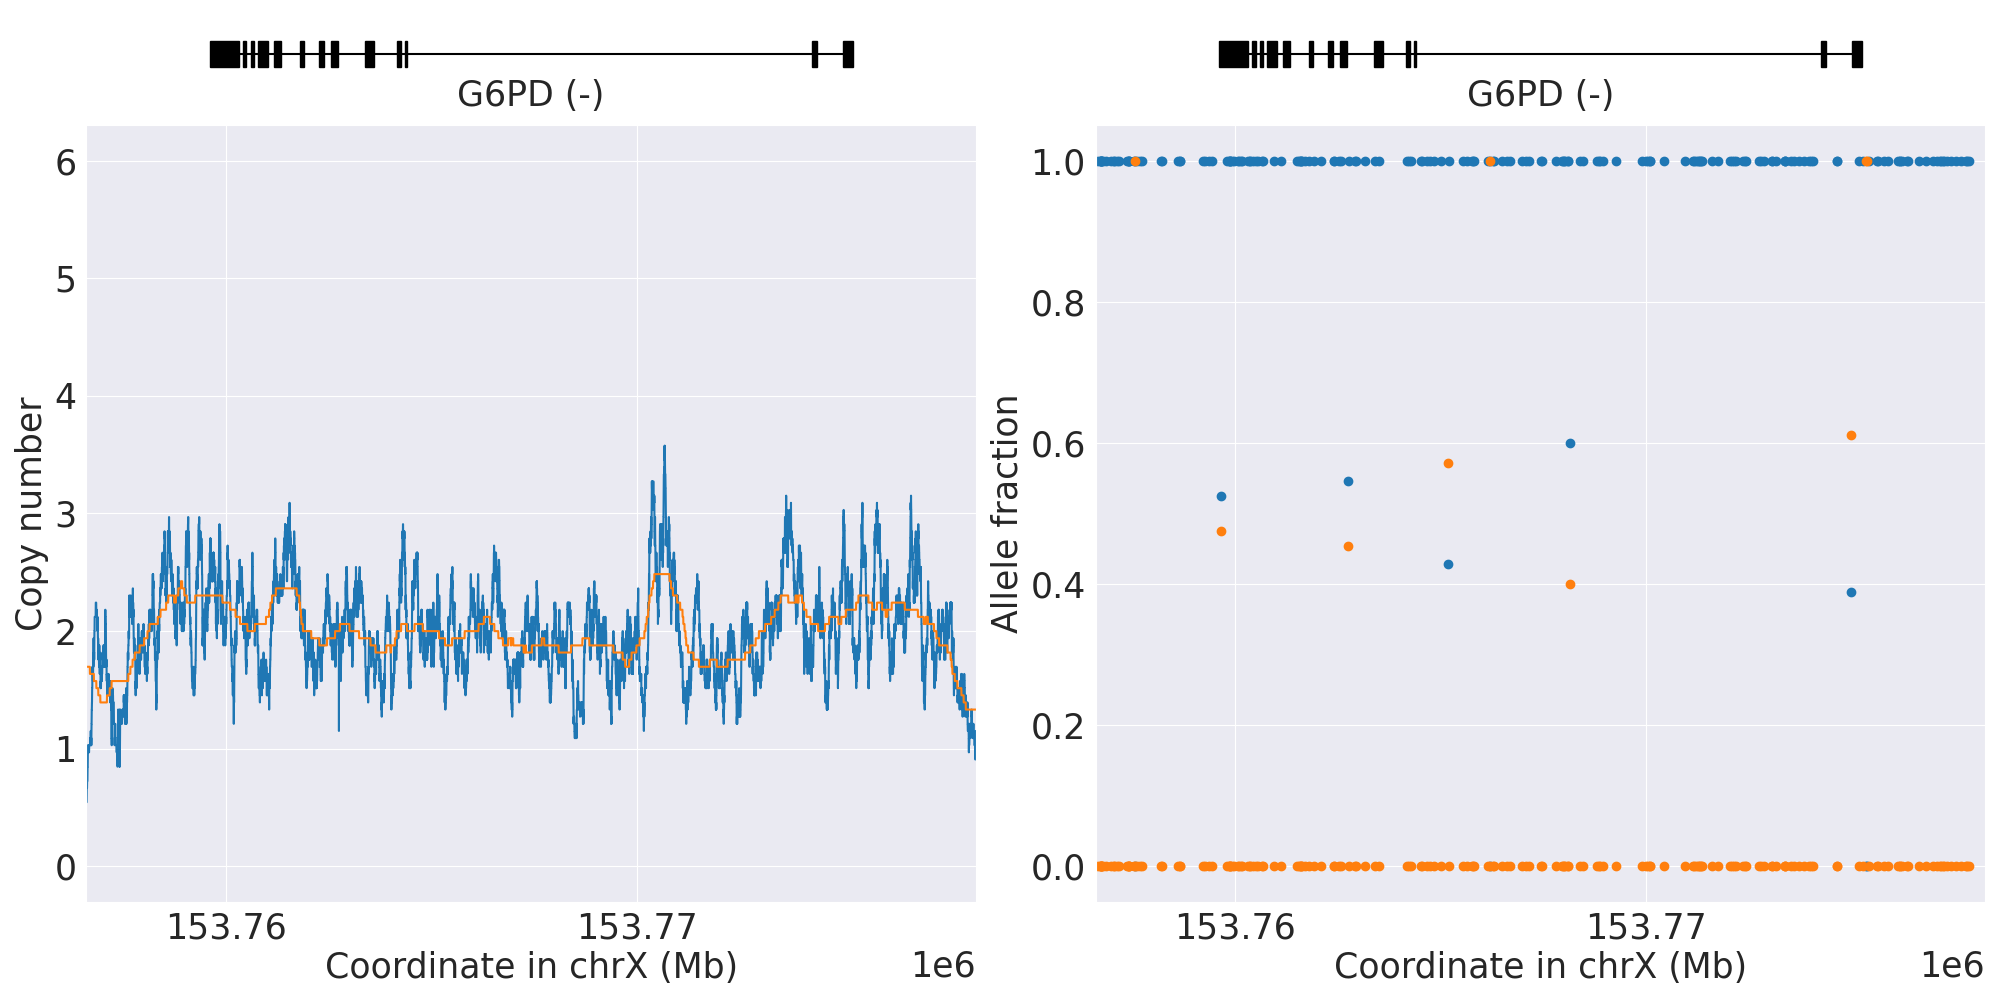 G6PD (-)
6
5
4
3
2
1
0
Copy number
153.76
153.77
Coordinate in chrX (Mb)
1e6
G6PD (-)
1.0
0.8
0.6
0.4
0.2
0.0
Allele fraction
153.76
153.77
Coordinate in chrX (Mb)
1e6